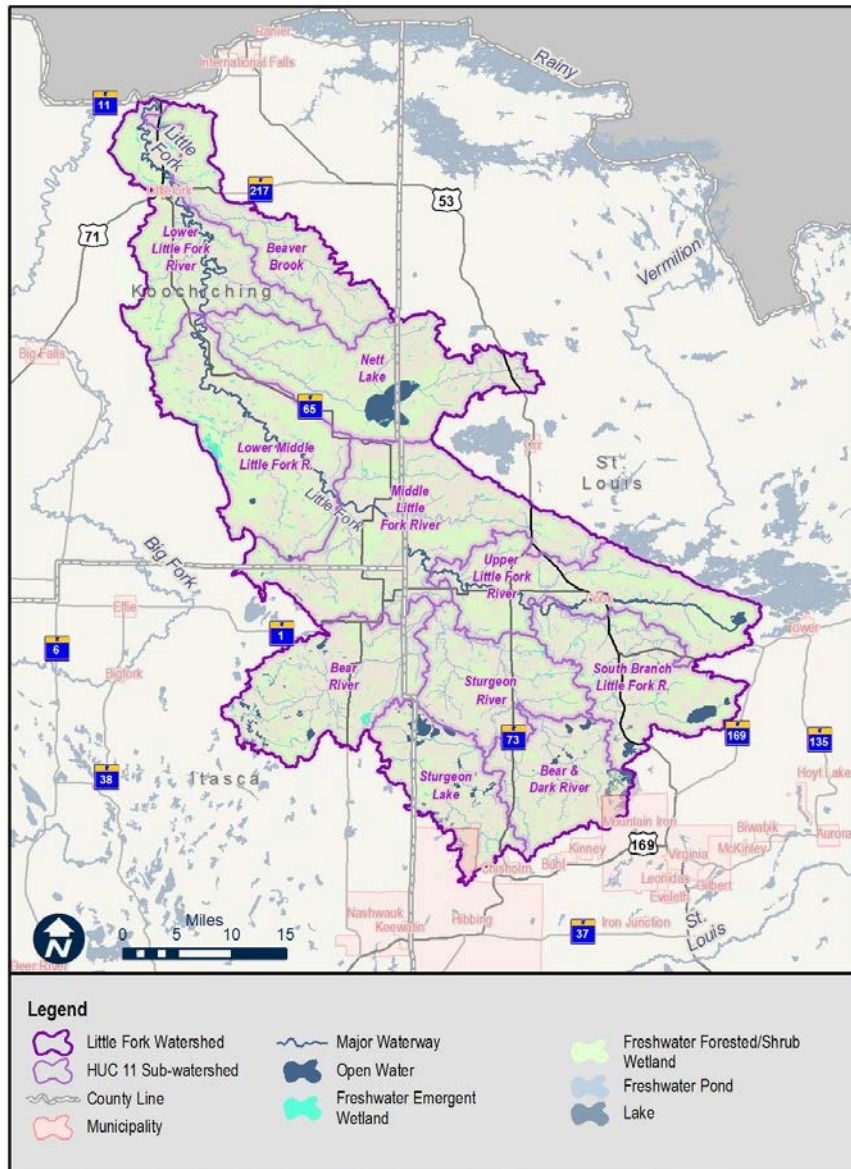 Ranier
International Falls
Rainy
11
Little
Fork
Littlefork
217
53
71
Lower
Little Fork
River
Beaver
Brook
Koochiching
Vermilion
Big Falls
Nett
Lake
65
Lower Middle
Little Fork R.
Orr
St.
Louis
Little Fork
Middle
Little
Fork River
Big Fork
Upper
Little Fork
River
Effie
1
Tower
6
Bigfork
Bear
River
Sturgeon
River
South Branch
Little Fork R.
73
169
135
38
Itasca
Sturgeon
Lake
Bear &
Dark River
Hoyt Lake
Mountain Iron
169
Biwabik
Aurora
Kinney
McKinley
Virginia
Buhl
Chisholm
Leonidas
Gilbert
Eveleth
Nashwauk
Keewatin
Hibbing
37
Iron Junction
St.
Louis
Deer River
N
Miles
0 5 10 15
Legend
Little Fork Watershed
HUC 11 Sub-watershed
County Line
Municipality
Major Waterway
Open Water
Freshwater Emergent
Wetland
Freshwater Forested/Shrub
Wetland
Freshwater Pond
Lake